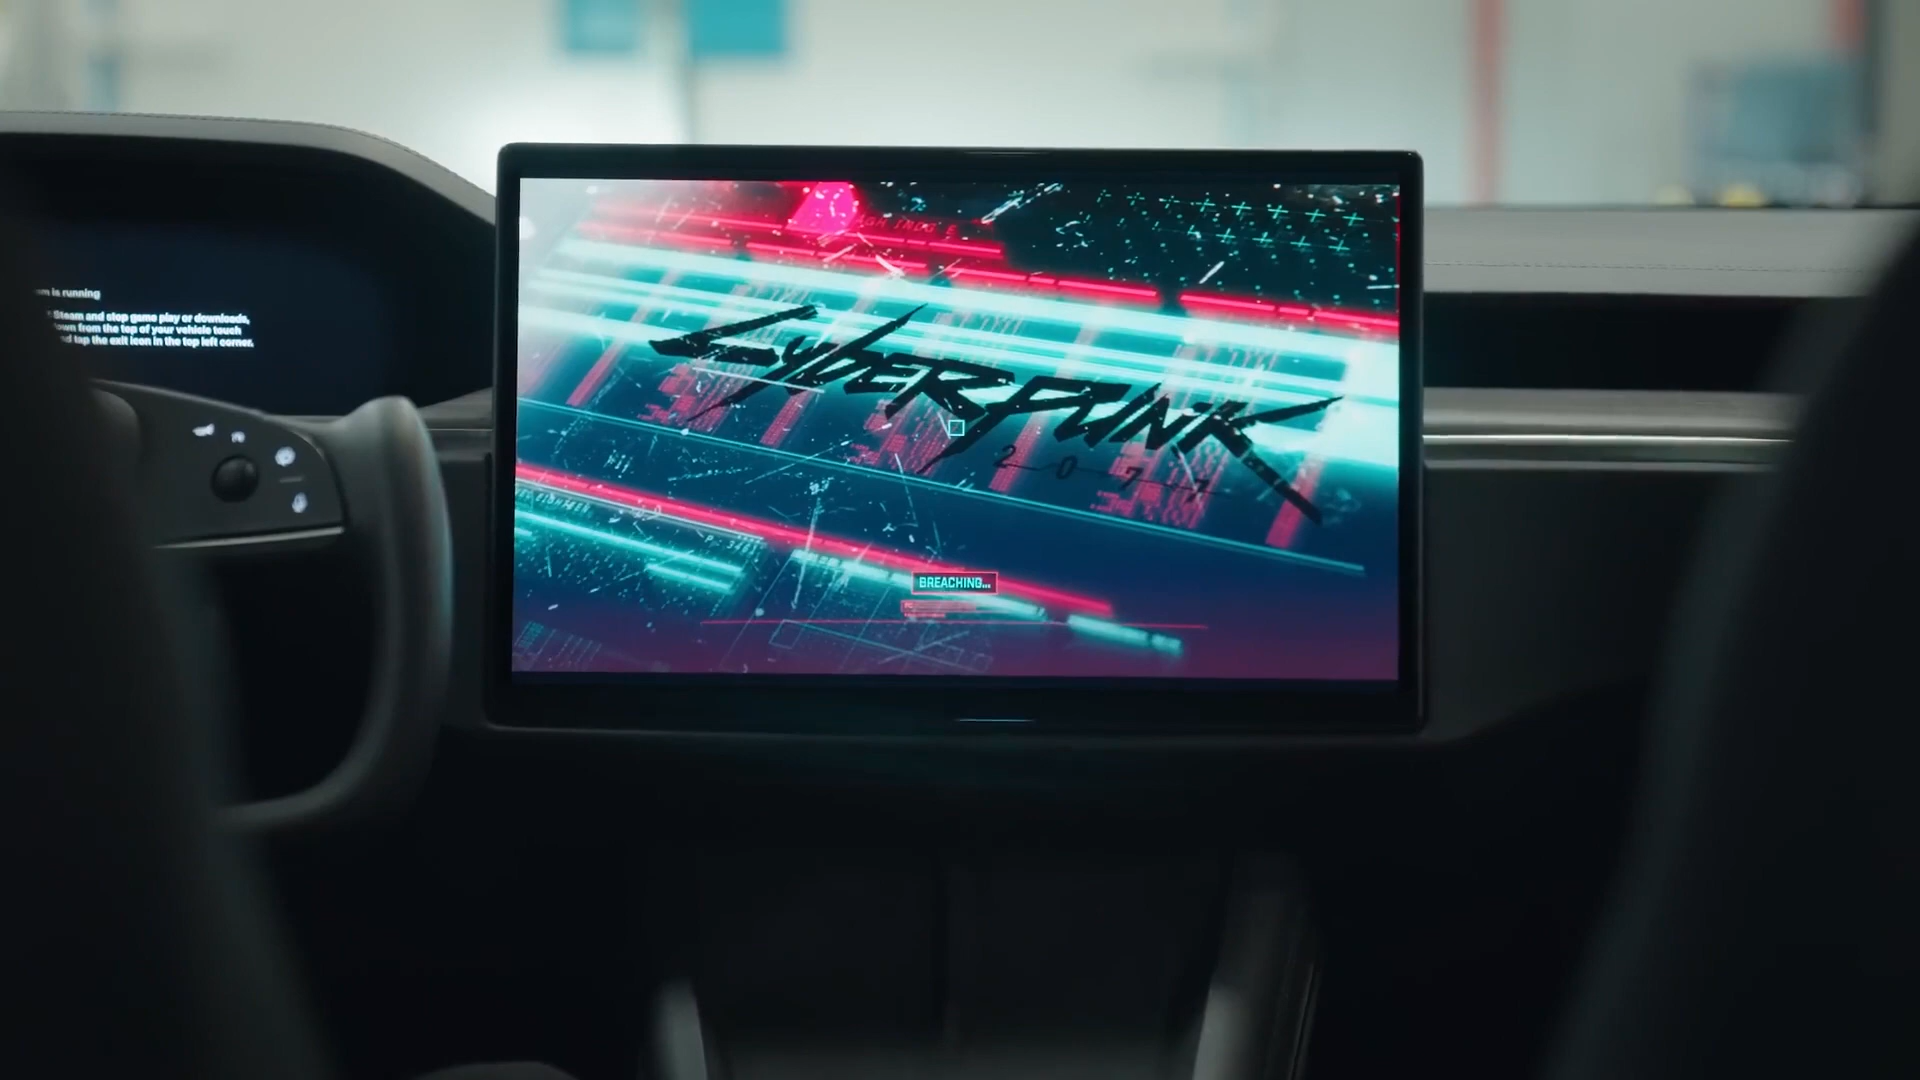 is running
Steam and stop game play or downloads,
down from the top of your vehicle touch
and tap the exit icon in the top left corner.
CYBERPUNK
2077
BREACHING...